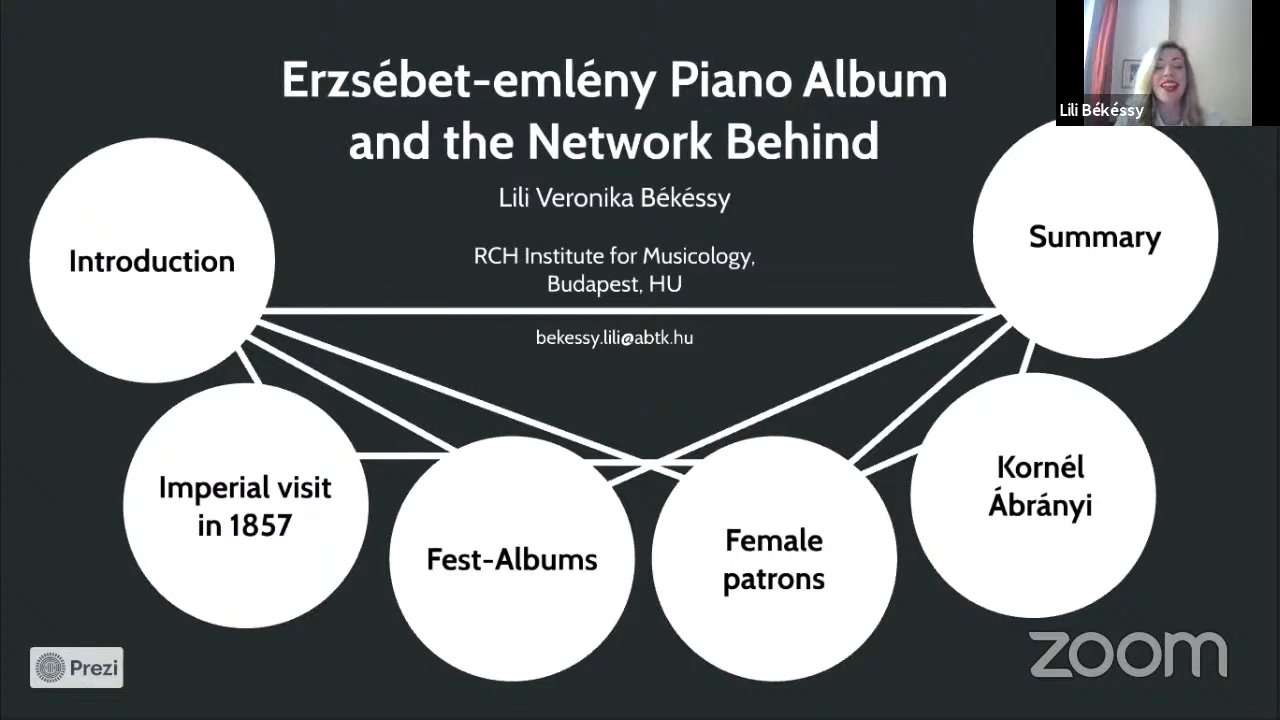 Erzsébet-emlény Piano Album
and the Network Behind
Lili Békéssy
Lili Veronika Békéssy
RCH Institute for Musicology,
Budapest, HU
bekessy.lili@abtk.hu
Introduction
Imperial visit
in 1857
Fest-Albums
Female
patrons
Kornél
Ábrányi
Summary
Prezi
zoom